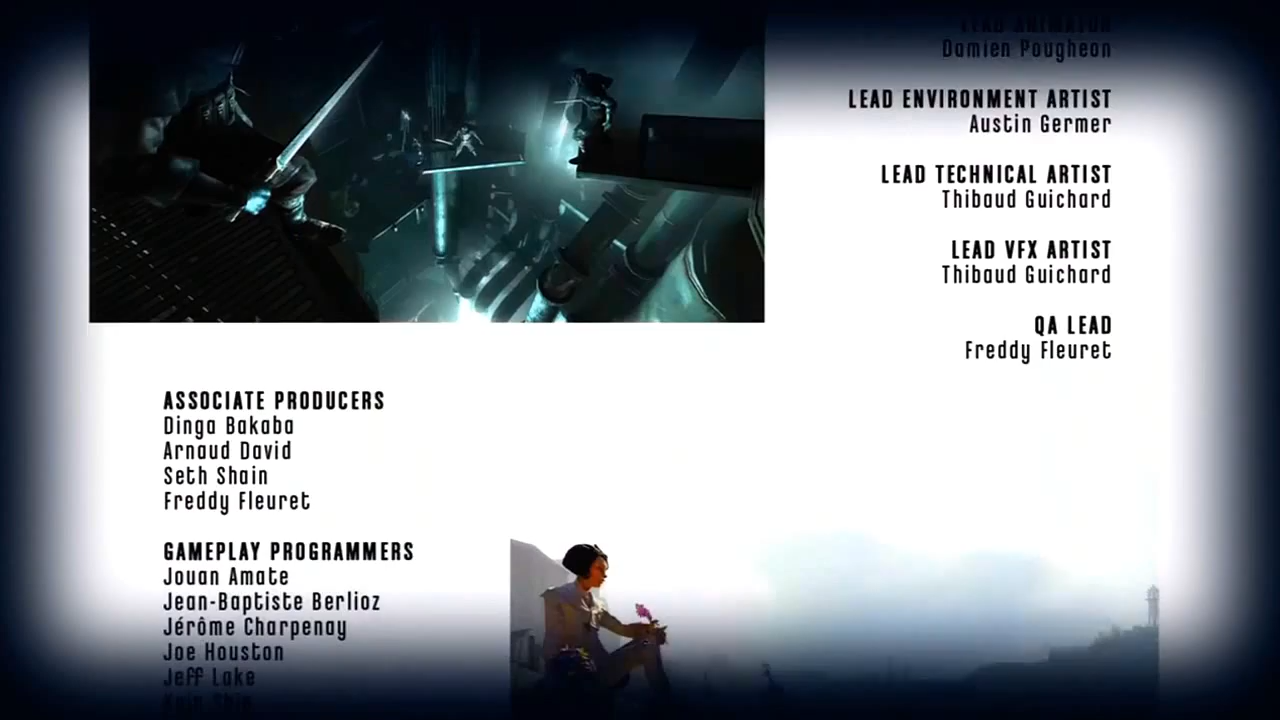 LEAD ANIMATOR
Damien Pougheon
LEAD ENVIRONMENT ARTIST
Austin Germer
LEAD TECHNICAL ARTIST
Thibaud Guichard
LEAD VFX ARTIST
Thibaud Guichard
QA LEAD
Freddy Fleuret
ASSOCIATE PRODUCERS
Dinga Bakaba
Arnaud David
Seth Shain
Freddy Fleuret
GAMEPLAY PROGRAMMERS
Jouan Amate
Jean-Baptiste Berlioz
Jérôme Charpenay
Joe Houston
Jeff Lake